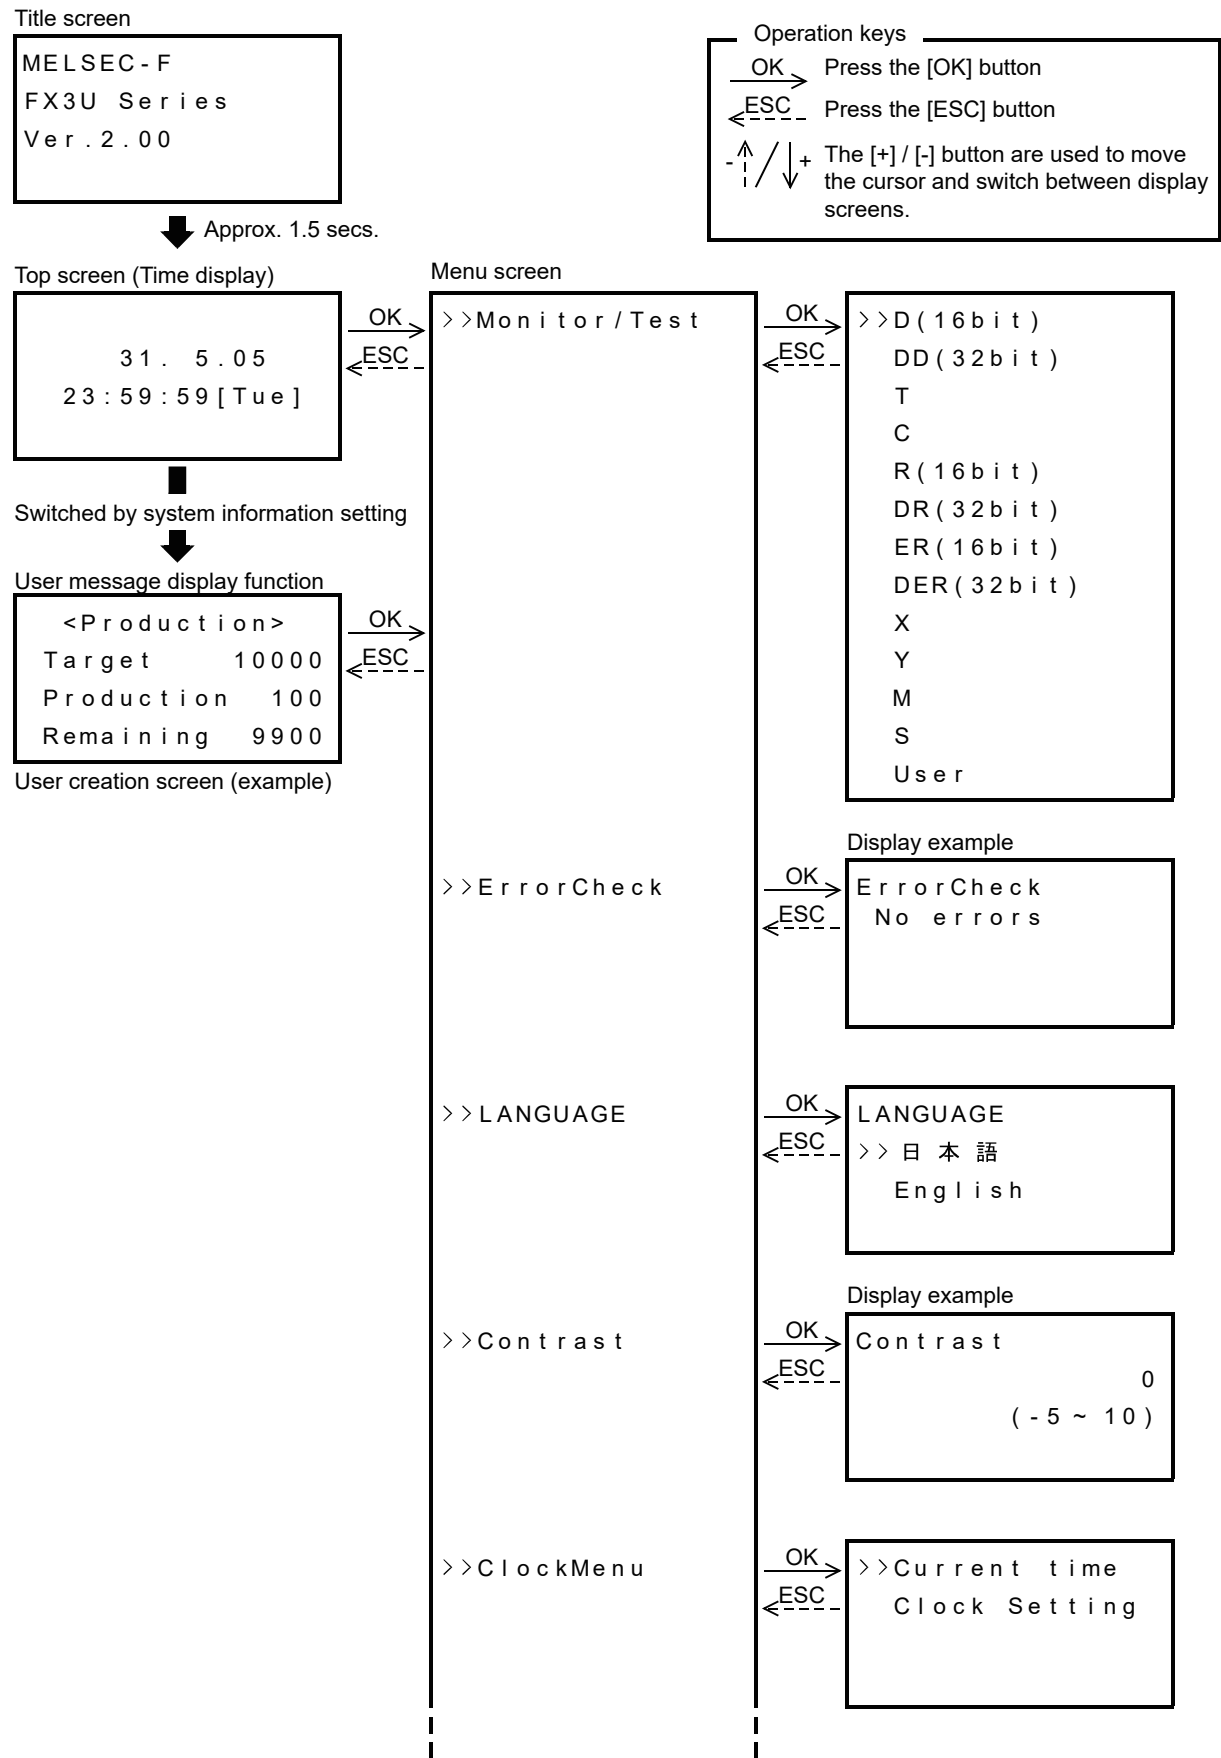 Title screen
MELSEC-F
FX3U Series
Ver.2.00
Approx. 1.5 secs.
Operation keys
OK Press the [OK] button
ESC Press the [ESC] button
- / + The [+] / [-] button are used to move
the cursor and switch between display
screens.
Top screen (Time display)
31. 5.05
23:59:59[Tue]
OK
ESC
Switched by system information setting
User message display function
<Production>
Target 10000
Production 100
Remaining 9900
User creation screen (example)
OK
ESC
Menu screen
>>Monitor/Test
OK
ESC
>>D(16bit)
DD(32bit)
T
C
R(16bit)
DR(32bit)
ER(16bit)
DER(32bit)
X
Y
M
S
User
>>ErrorCheck
OK
ESC
Display example
ErrorCheck
No errors
>>LANGUAGE
OK
ESC
LANGUAGE
>>日本語
English
>>Contrast
OK
ESC
Display example
Contrast
0
(-5~10)
>>ClockMenu
OK
ESC
>>Current time
Clock Setting